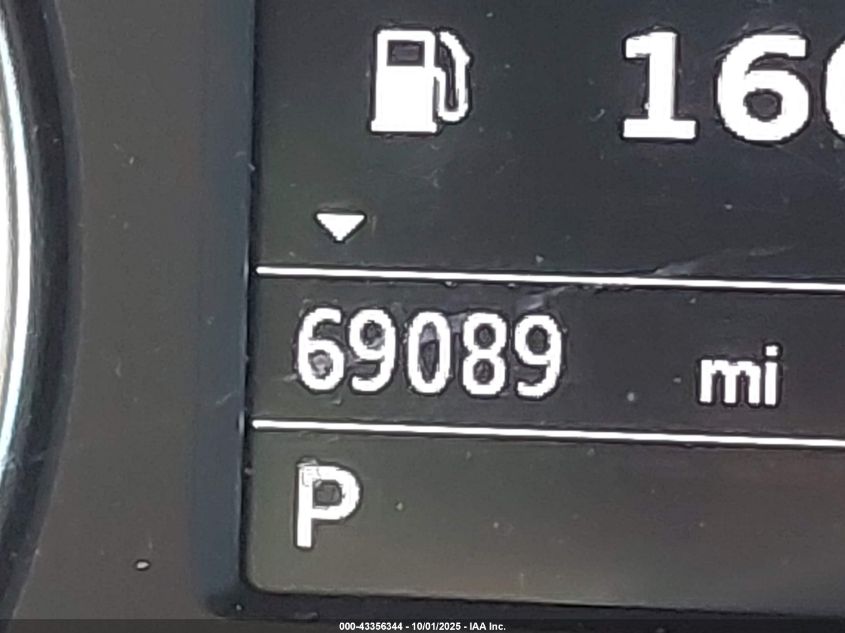 16
69089 mi
P
000-43356344 - 10/01/2025 - IAA Inc.